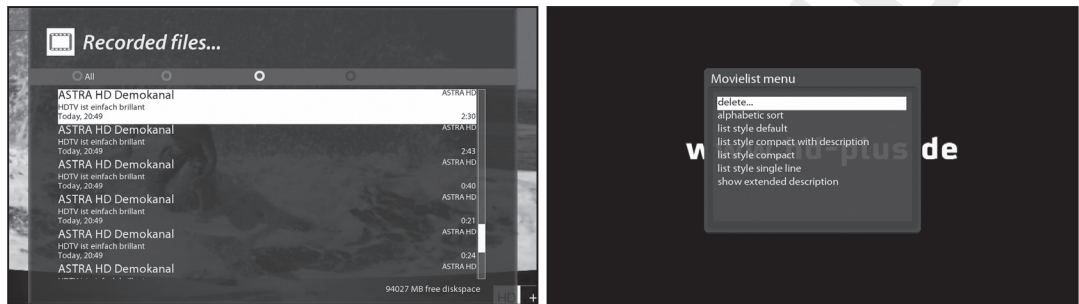 Recorded files...
All
ASTRA HD Demokanal ASTRA HD
HDTV ist einfach brillant
Today, 20:49 2:30
ASTRA HD Demokanal ASTRA HD
HDTV ist einfach brillant
Today, 20:49 2:43
ASTRA HD Demokanal ASTRA HD
HDTV ist einfach brillant
Today, 20:49 0:40
ASTRA HD Demokanal ASTRA HD
HDTV ist einfach brillant
Today, 20:49 0:21
ASTRA HD Demokanal ASTRA HD
HDTV ist einfach brillant
Today, 20:49 0:24
ASTRA HD Demokanal ASTRA HD
94027 MB free diskspace
HD +
Movielist menu
delete...
alphabetic sort
list style default
list style compact with description
list style compact
list style single line
show extended description
hd-plus de